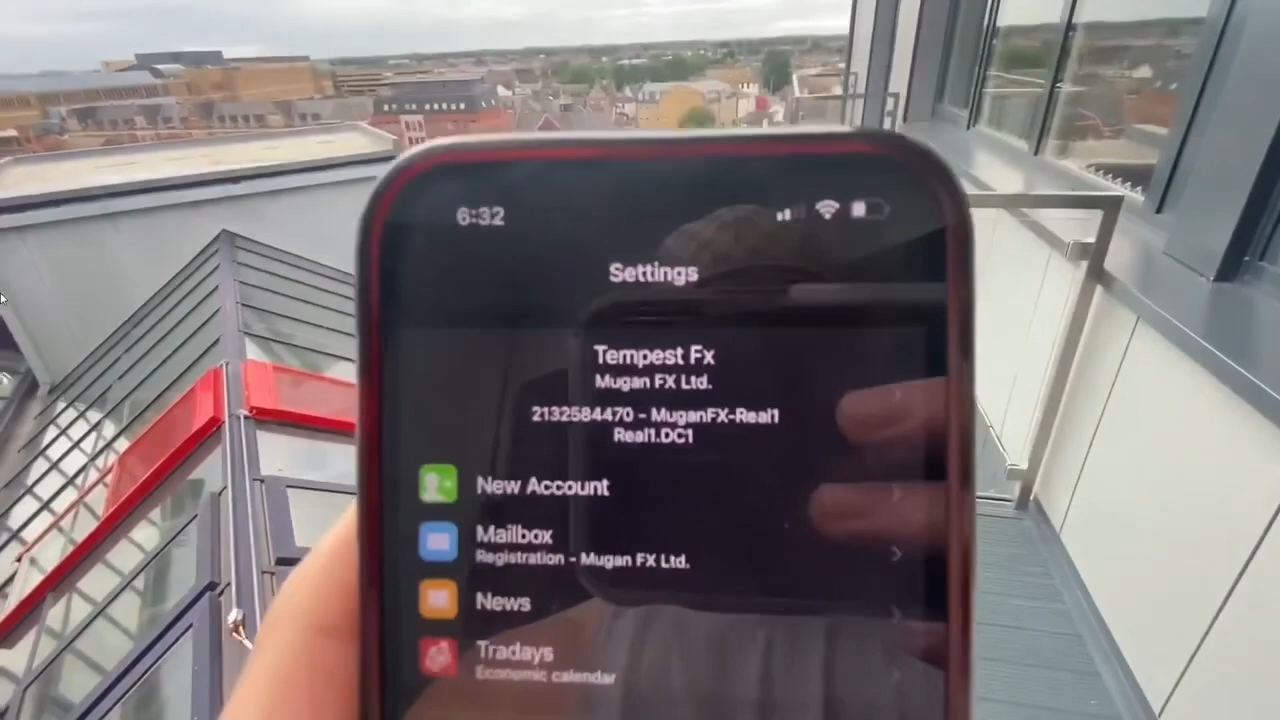 6:32
Settings
Tempest Fx
Mugan FX Ltd.
2132584470 - MuganFX-Real1
Real1.DC1
New Account
Mailbox
Registration - Mugan FX Ltd.
News
Tradays
Economic calendar